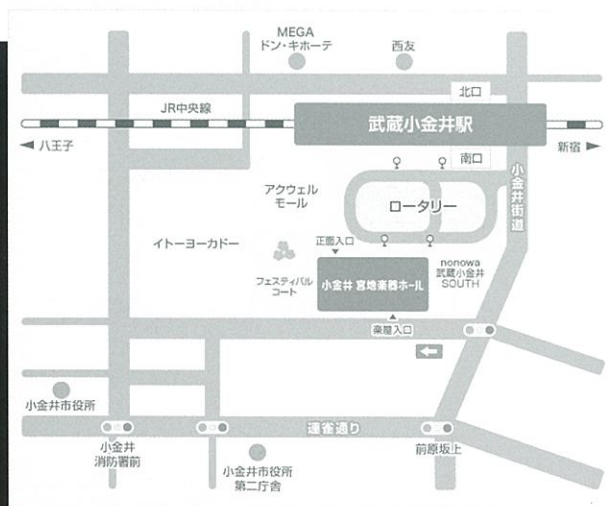 MEGA
ドン・キホーテ
西友
北口
JR中央線
武蔵小金井駅
八王子
新宿
南口
小金井街道
アクウェル
モール
ロータリー
イトーヨーカドー
正面入口
フェスティバル
コート
小金井 宮地楽器ホール
nonowa
武蔵小金井
SOUTH
楽屋入口
小金井市役所
小金井
消防署前
連雀通り
前原坂上
小金井市役所
第二庁舎